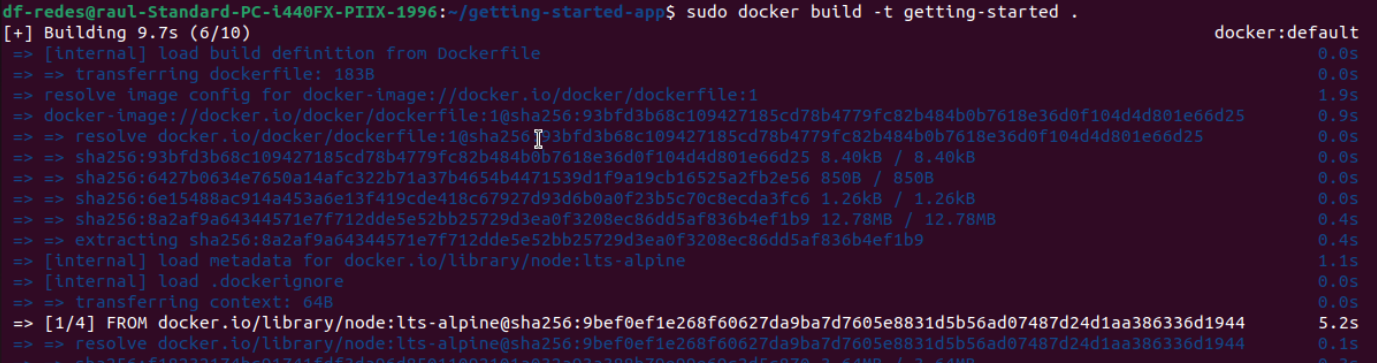 df-redes@raul-Standard-PC-i440FX-PIIX-1996:~/getting-started-app$ sudo docker build -t getting-started .
[+] Building 9.7s (6/10) docker:default
=> [internal] load build definition from Dockerfile 0.0s
=> => transferring dockerfile: 183B 0.0s
=> resolve image config for docker-image://docker.io/docker/dockerfile:1 1.9s
=> docker-image://docker.io/docker/dockerfile:1@sha256:93bfd3b68c109427185cd78b4779fc82b484b0b7618e36d0f104d4d801e66d25 0.9s
=> => resolve docker.io/docker/dockerfile:1@sha256:93bfd3b68c109427185cd78b4779fc82b484b0b7618e36d0f104d4d801e66d25 0.0s
=> => sha256:93bfd3b68c109427185cd78b4779fc82b484b0b7618e36d0f104d4d801e66d25 8.40kB / 8.40kB 0.0s
=> => sha256:6427b0634e7650a14afc322b71a37b4654b4471539d1f9a19cb16525a2fb2e56 850B / 850B 0.0s
=> => sha256:6e15488ac914a453a6e13f419cde418c67927d93d6b0a0f23b5c70c8ecda3fc6 1.26kB / 1.26kB 0.0s
=> => sha256:8a2af9a64344571e7f712dde5e52bb25729d3ea0f3208ec86dd5af836b4ef1b9 12.78MB / 12.78MB 0.4s
=> => extracting sha256:8a2af9a64344571e7f712dde5e52bb25729d3ea0f3208ec86dd5af836b4ef1b9 0.4s
=> [internal] load metadata for docker.io/library/node:lts-alpine 1.1s
=> [internal] load .dockerignore 0.0s
=> => transferring context: 64B 0.0s
=> [1/4] FROM docker.io/library/node:lts-alpine@sha256:9bef0ef1e268f60627da9ba7d7605e8831d5b56ad07487d24d1aa386336d1944 5.2s
=> => resolve docker.io/library/node:lts-alpine@sha256:9bef0ef1e268f60627da9ba7d7605e8831d5b56ad07487d24d1aa386336d1944 0.1s